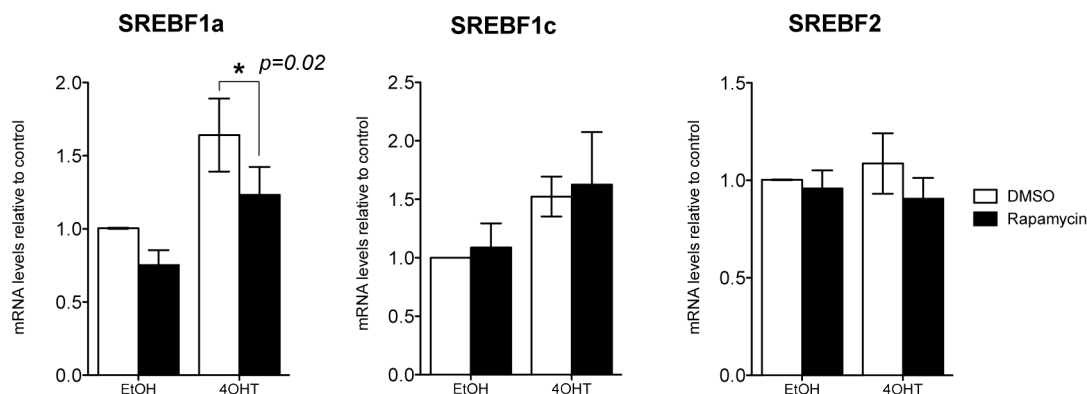 SREBF1a
SREBF1c
SREBF2
* p=0.02
mRNA levels relative to control
2.0
1.5
1.0
0.5
0.0
EtOH
4OHT
mRNA levels relative to control
2.5
2.0
1.5
1.0
0.5
0.0
EtOH
4OHT
mRNA levels relative to control
1.5
1.0
0.5
0.0
EtOH
4OHT
DMSO
Rapamycin